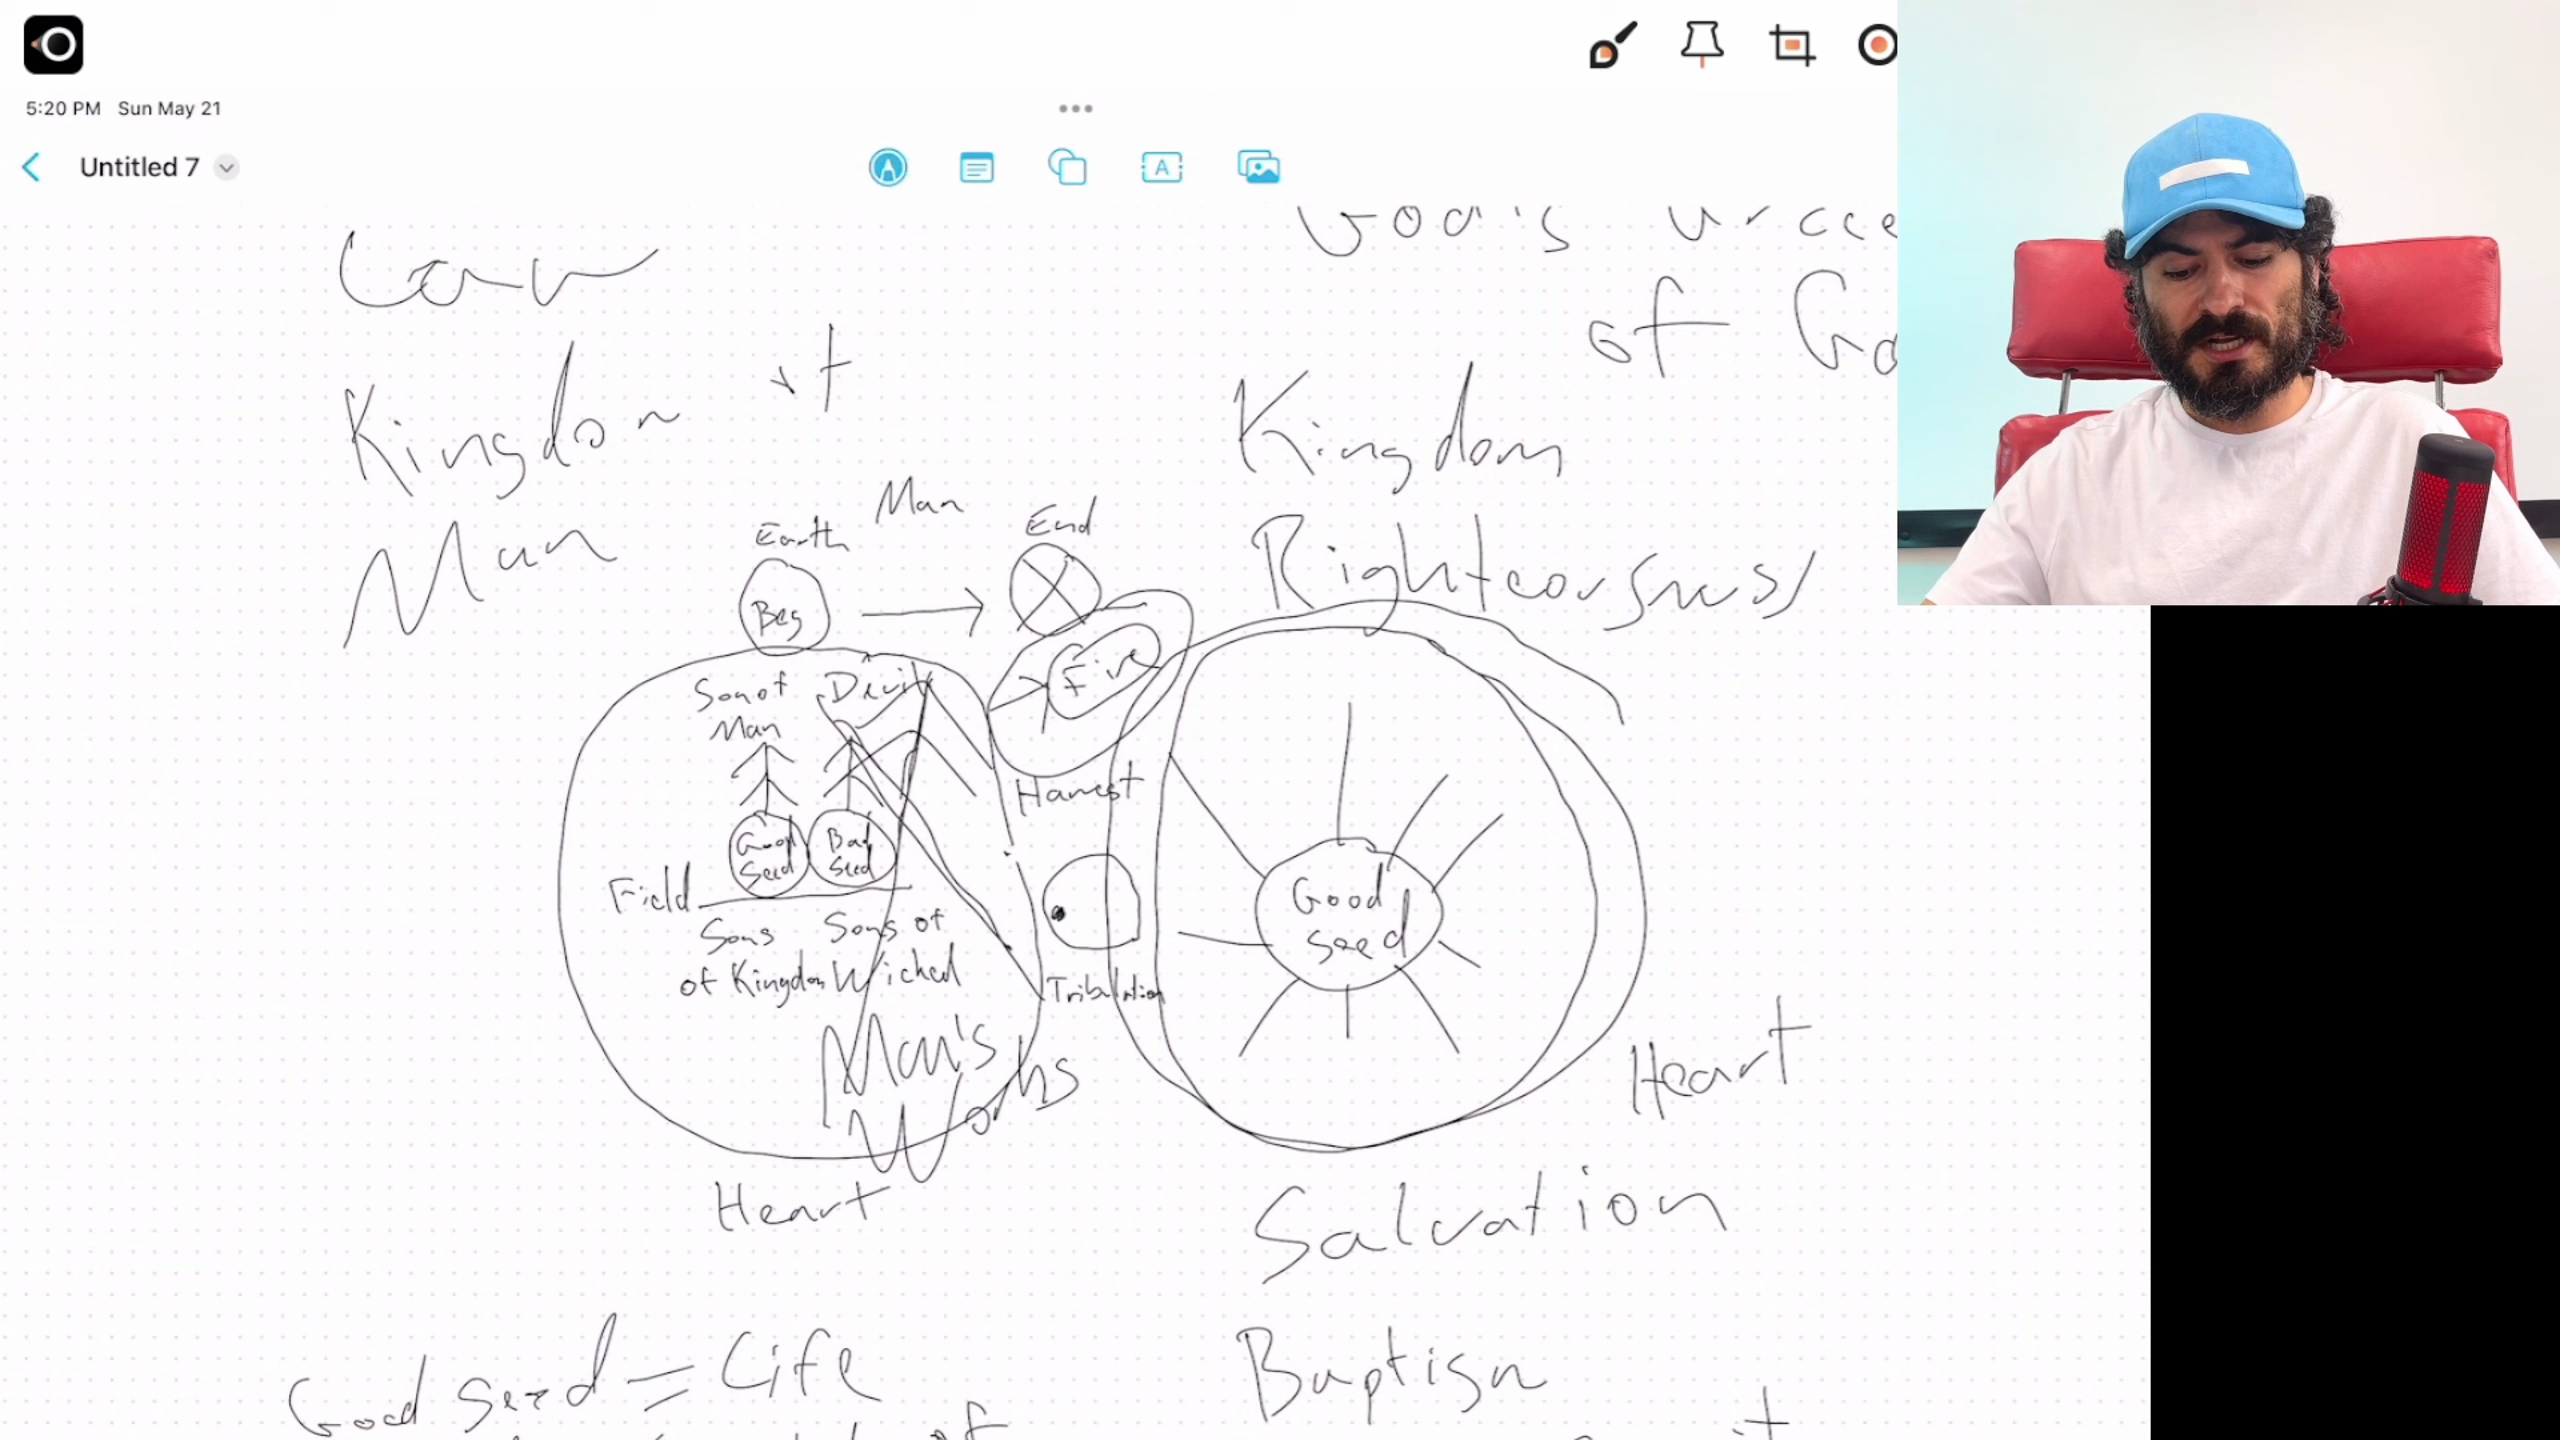 5:20 PM Sun May 21
Untitled 7
A
Law
God's
of
Kingdom of
Man
Kingdom
Righteousness
Man
Earth
End
Beg
Fire
Son of
Man
Devil
Harvest
Good
Seed
Bad
Seed
Field
Sons
of Kingdom
Sons of
Wicked
Tribulation
Good
Seed
Man's
Works
Heart
Heart
Salvation
Good Seed = Life
Baptism
of